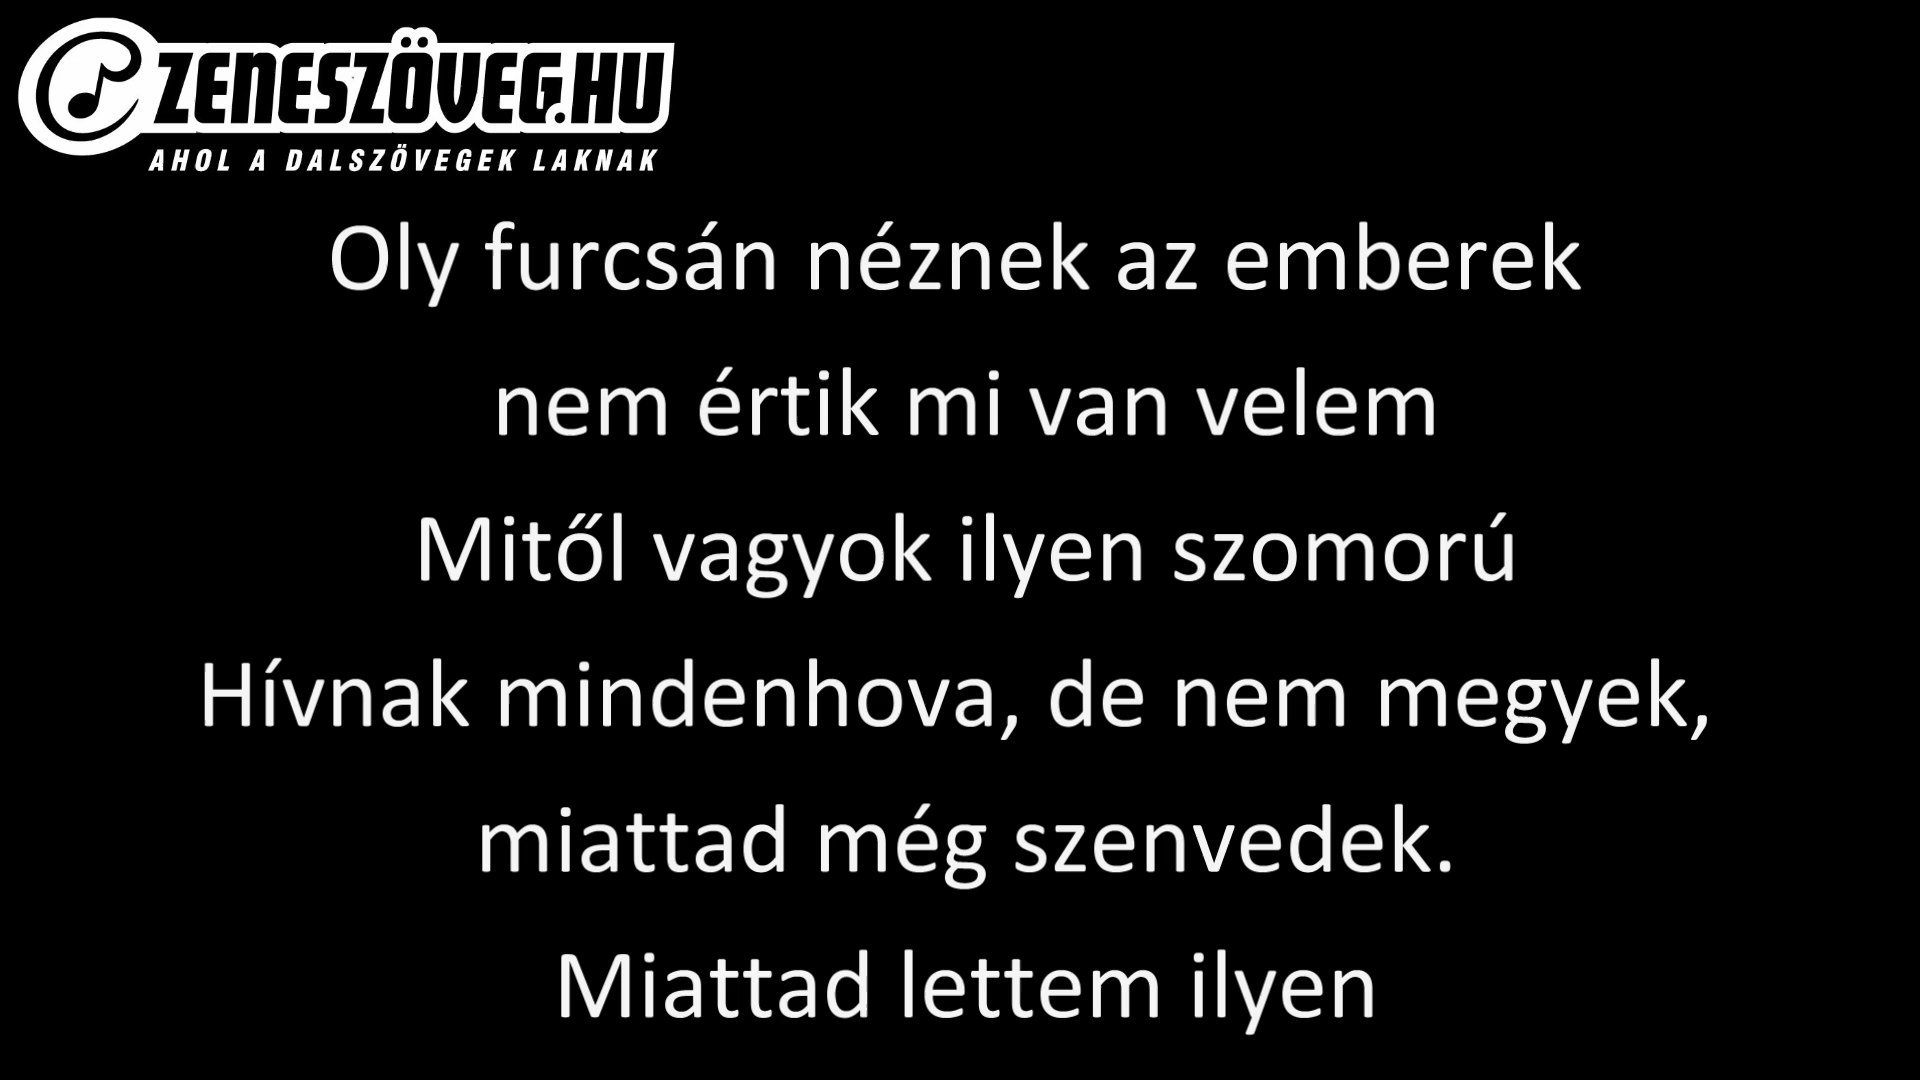 ZENESZÖVEG.HU
AHOL A DALSZÖVEGEK LAKNAK
Oly furcsán néznek az emberek
nem értik mi van velem
Mitől vagyok ilyen szomorú
Hívnak mindenhova, de nem megyek,
miattad még szenvedek.
Miattad lettem ilyen